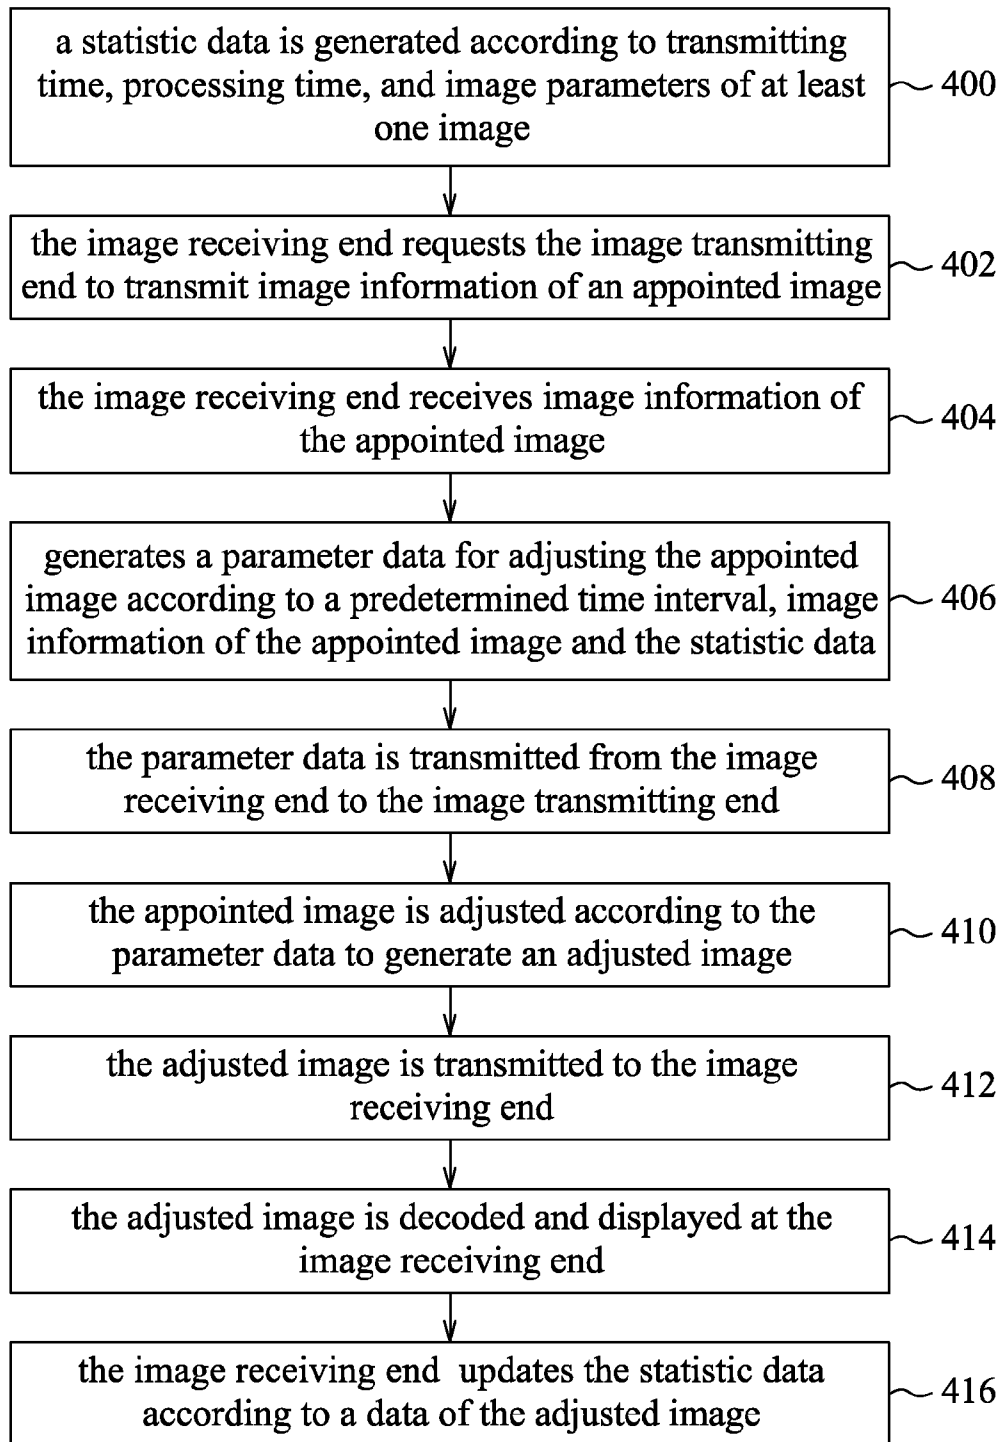 a statistic data is generated according to transmitting
time, processing time, and image parameters of at least
one image
400
the image receiving end requests the image transmitting
end to transmit image information of an appointed image
402
the image receiving end receives image information of
the appointed image
404
generates a parameter data for adjusting the appointed
image according to a predetermined time interval, image
information of the appointed image and the statistic data
406
the parameter data is transmitted from the image
receiving end to the image transmitting end
408
the appointed image is adjusted according to the
parameter data to generate an adjusted image
410
the adjusted image is transmitted to the image
receiving end
412
the adjusted image is decoded and displayed at the
image receiving end
414
the image receiving end updates the statistic data
according to a data of the adjusted image
416